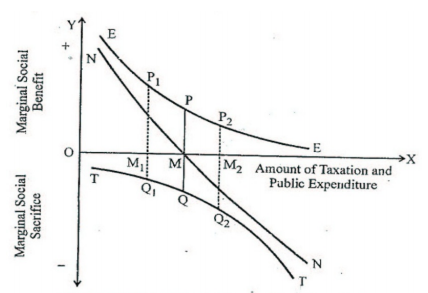 Y
E
+
N
Marginal Social
Benefit
P1
P
P2
E
O
X
M1
M
M2
Amount of Taxation and
Public Expenditure
T
Q1
Q
Q2
Marginal Social
Sacrifice
N
T
–